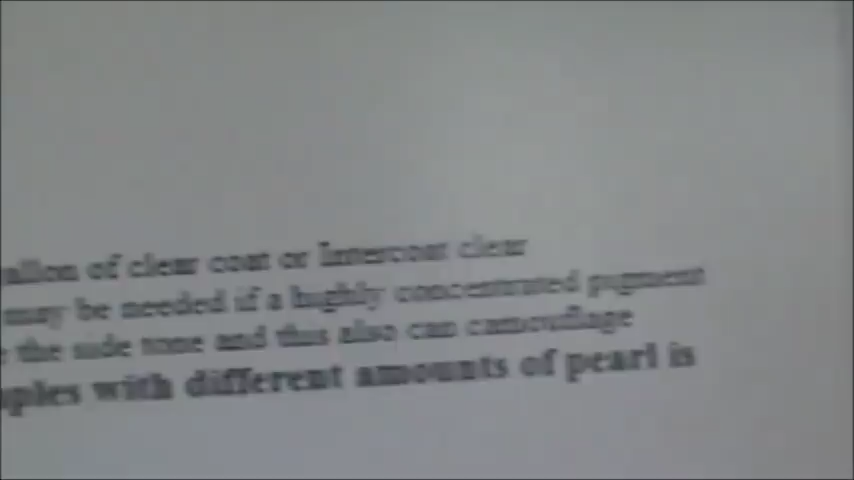 allon of clear coat or Intercoat clear
may be needed if a highly concentrated pigment
e the side tone and this also can camouflage
ples with different amounts of pearl is